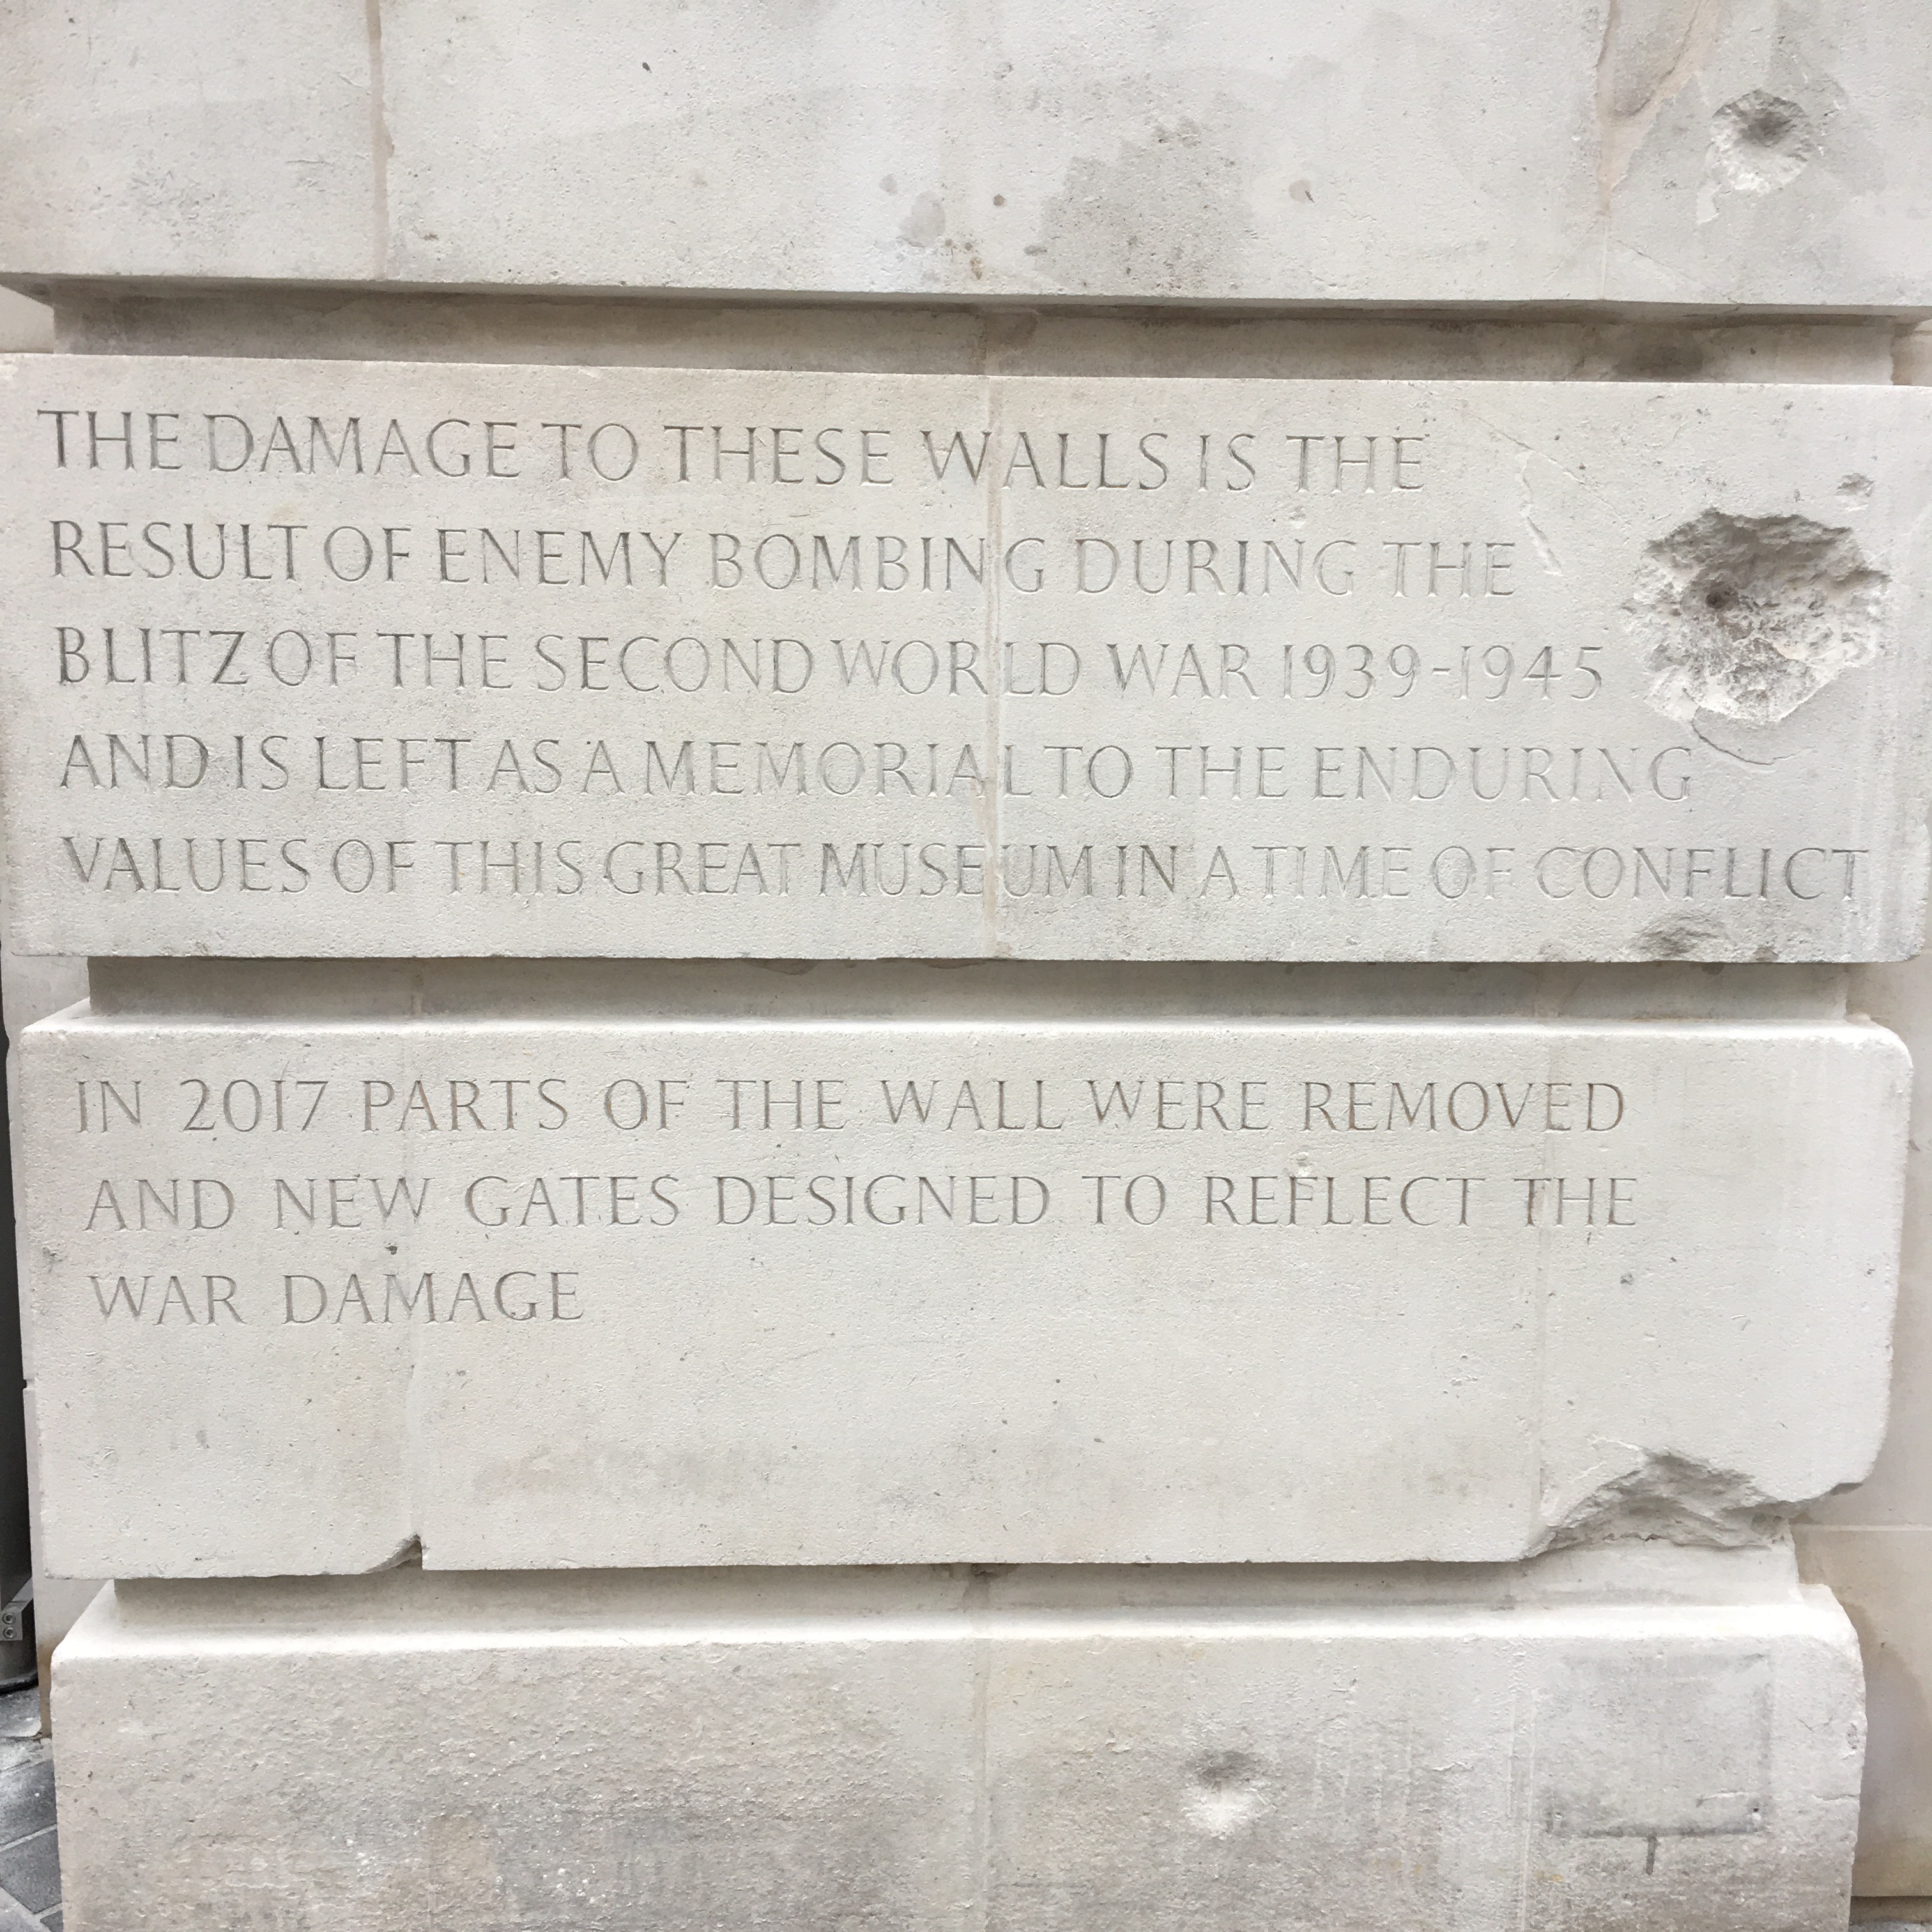 THE DAMAGE TO THESE WALLS IS THE
RESULT OF ENEMY BOMBING DURING THE
BLITZ OF THE SECOND WORLD WAR 1939-1945
AND IS LEFT AS A MEMORIAL TO THE ENDURING
VALUES OF THIS GREAT MUSEUM IN A TIME OF CONFLICT
IN 2017 PARTS OF THE WALL WERE REMOVED
AND NEW GATES DESIGNED TO REFLECT THE
WAR DAMAGE